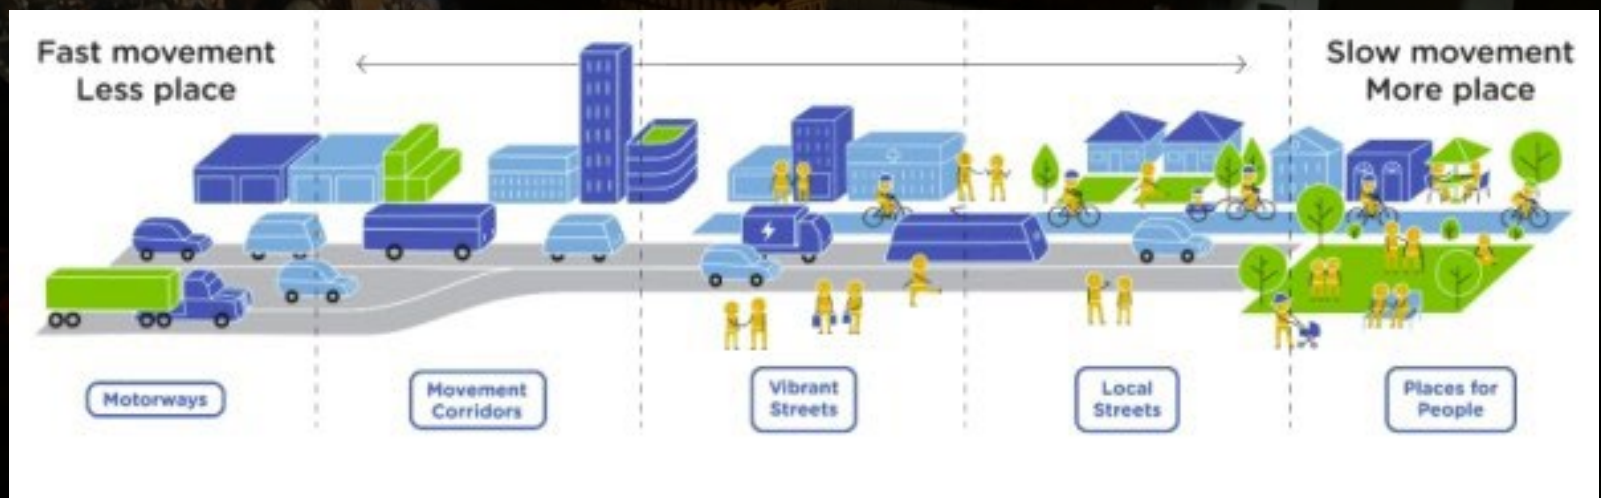 Fast movement
Less place
Slow movement
More place
Motorways
Movement
Corridors
Vibrant
Streets
Local
Streets
Places for
People